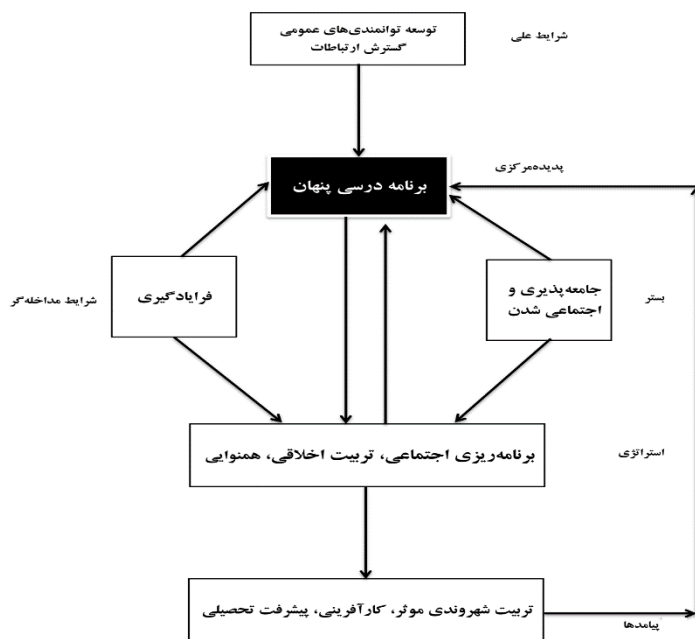 شرایط علی
توسعه توانمندی‌های عمومی
گسترش ارتباطات
پدیده‌مرکزی
برنامه درسی پنهان
بستر
جامعه‌پذیری و
اجتماعی شدن
فرایادگیری
شرایط مداخله‌گر
استراتژی
برنامه‌ریزی اجتماعی، تربیت اخلاقی، همنوایی
تربیت شهروندی موثر، کارآفرینی، پیشرفت تحصیلی
پیامدها